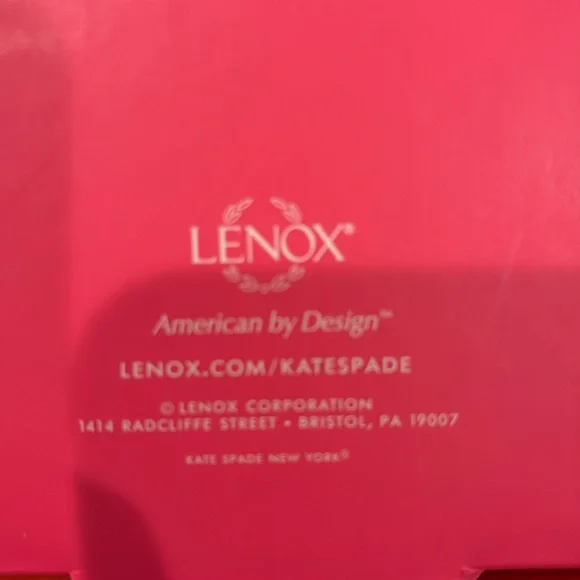 LENOX®
American by Design™
LENOX.COM/KATESPADE
© LENOX CORPORATION
1414 RADCLIFFE STREET • BRISTOL, PA 19007
KATE SPADE NEW YORK®